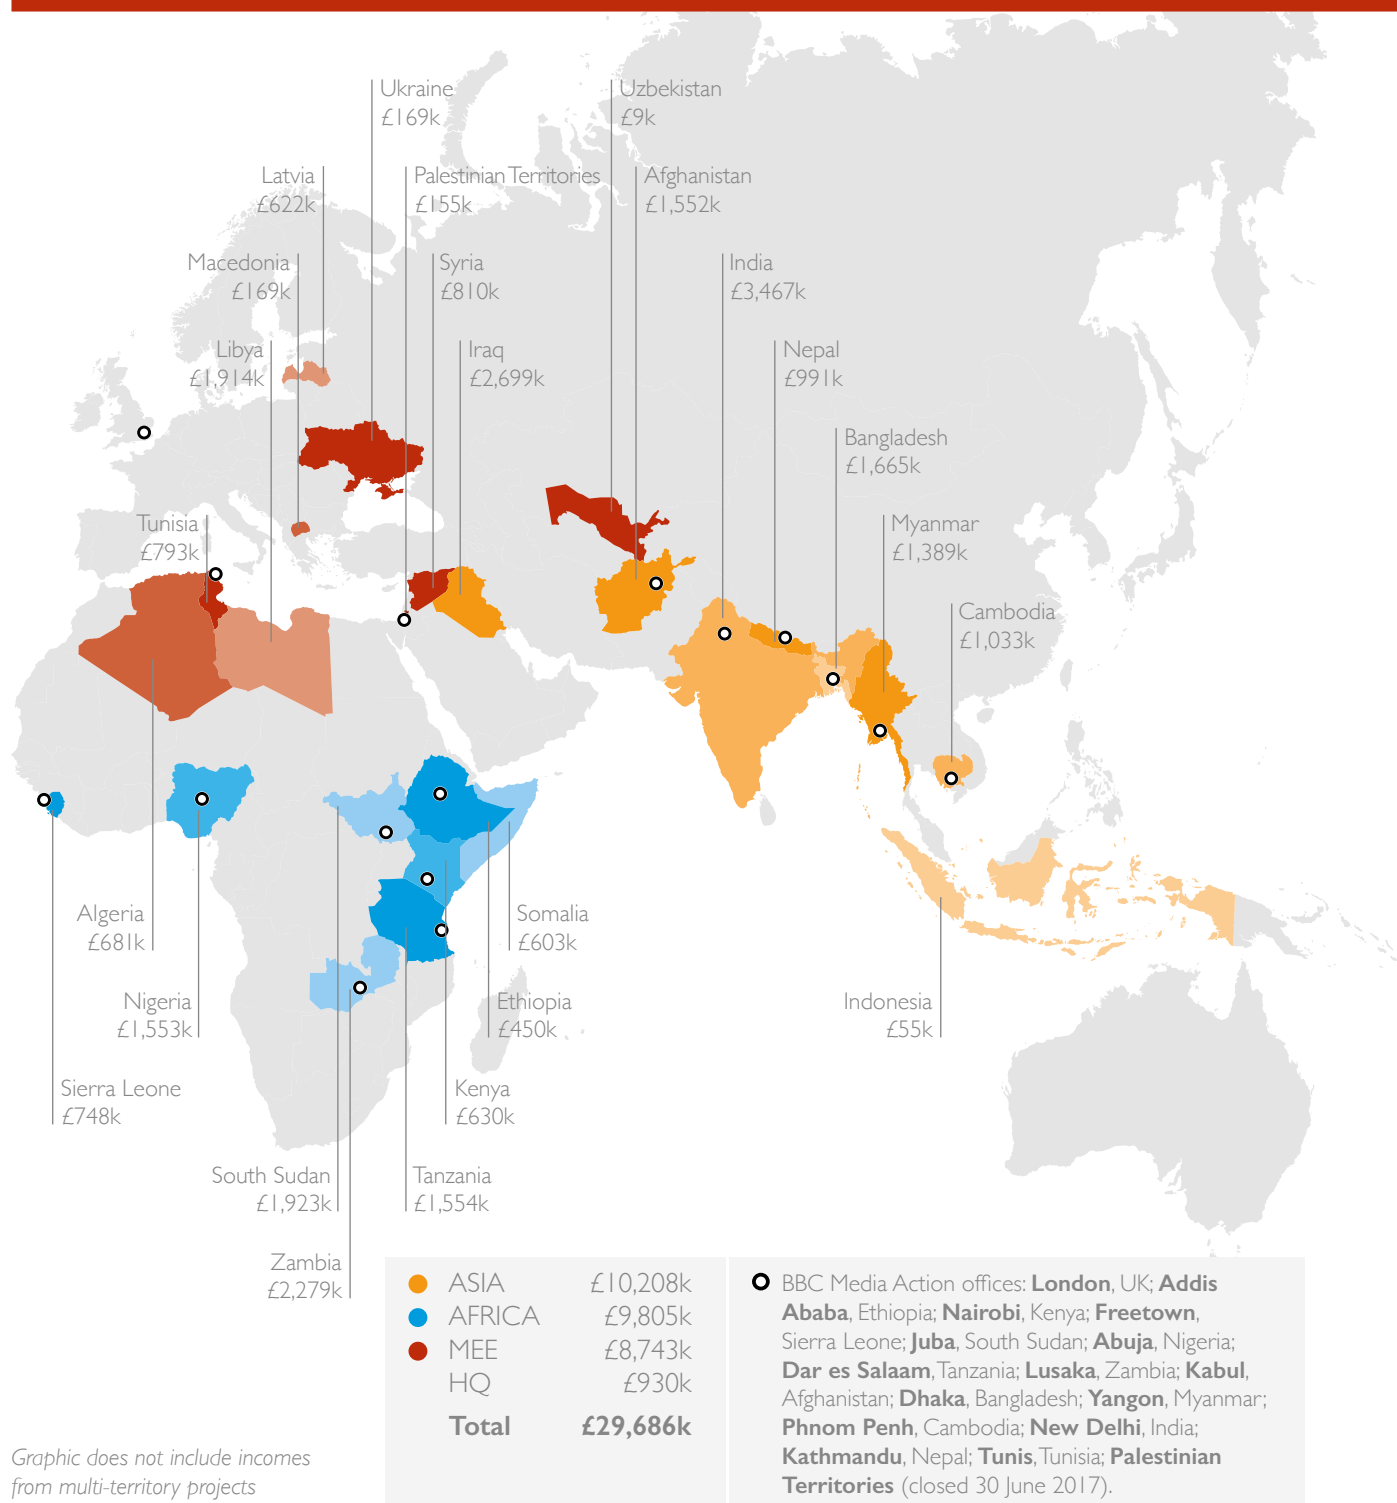 Ukraine
£169k
Uzbekistan
£9k
Latvia
£622k
Palestinian Territories
£155k
Afghanistan
£1,552k
Macedonia
£169k
Syria
£810k
India
£3,467k
Libya
£1,914k
Iraq
£2,699k
Nepal
£991k
Bangladesh
£1,665k
Tunisia
£793k
Myanmar
£1,389k
Cambodia
£1,033k
Algeria
£681k
Somalia
£603k
Nigeria
£1,553k
Ethiopia
£450k
Indonesia
£55k
Sierra Leone
£748k
Kenya
£630k
South Sudan
£1,923k
Tanzania
£1,554k
Zambia
£2,279k
ASIA £10,208k
AFRICA £9,805k
MEE £8,743k
HQ £930k
Total £29,686k
BBC Media Action offices: London, UK; Addis
Ababa, Ethiopia; Nairobi, Kenya; Freetown,
Sierra Leone; Juba, South Sudan; Abuja, Nigeria;
Dar es Salaam, Tanzania; Lusaka, Zambia; Kabul,
Afghanistan; Dhaka, Bangladesh; Yangon, Myanmar;
Phnom Penh, Cambodia; New Delhi, India;
Kathmandu, Nepal; Tunis, Tunisia; Palestinian
Territories (closed 30 June 2017).
Graphic does not include incomes
from multi-territory projects